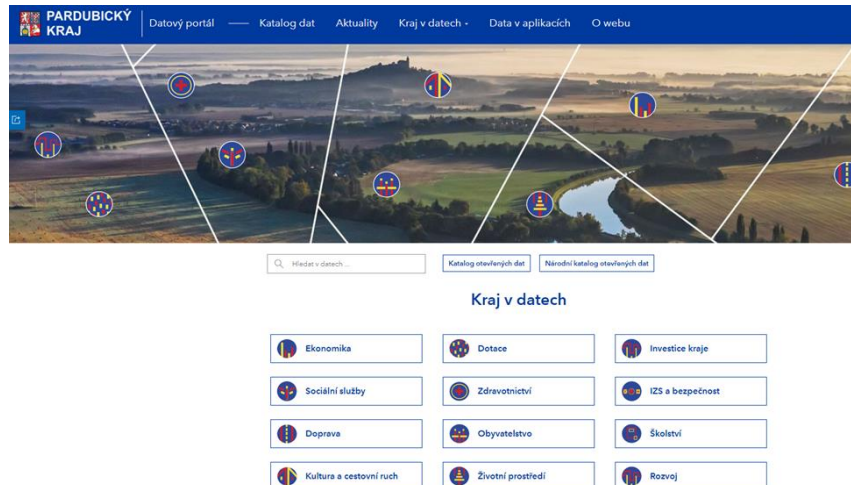 PARDUBICKÝ
KRAJ
Datový portál
Katalog dat
Aktuality
Kraj v datech
Data v aplikacích
O webu
Hledat v datech ...
Katalog otevřených dat
Národní katalog otevřených dat
Kraj v datech
Ekonomika
Dotace
Investice kraje
Sociální služby
Zdravotnictví
IZS a bezpečnost
Doprava
Obyvatelstvo
Školství
Kultura a cestovní ruch
Životní prostředí
Rozvoj